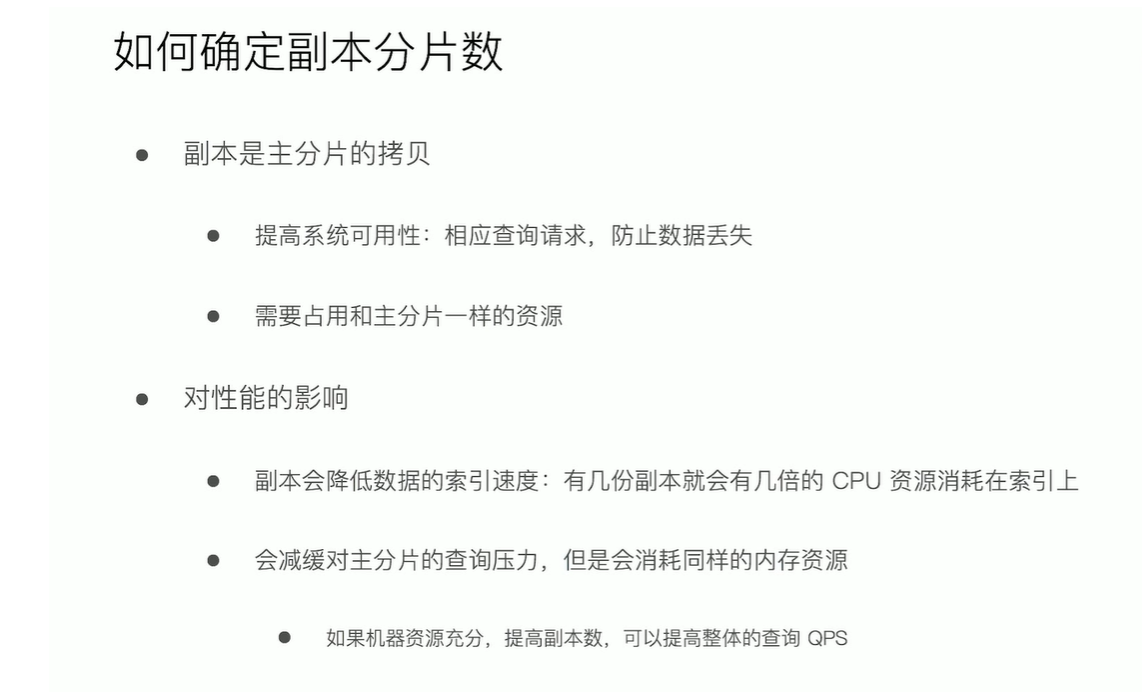 如何确定副本分片数
● 副本是主分片的拷贝
● 提高系统可用性：相应查询请求，防止数据丢失
● 需要占用和主分片一样的资源
● 对性能的影响
● 副本会降低数据的索引速度：有几份副本就会有几倍的 CPU 资源消耗在索引上
● 会减缓对主分片的查询压力，但是会消耗同样的内存资源
● 如果机器资源充分，提高副本数，可以提高整体的查询 QPS